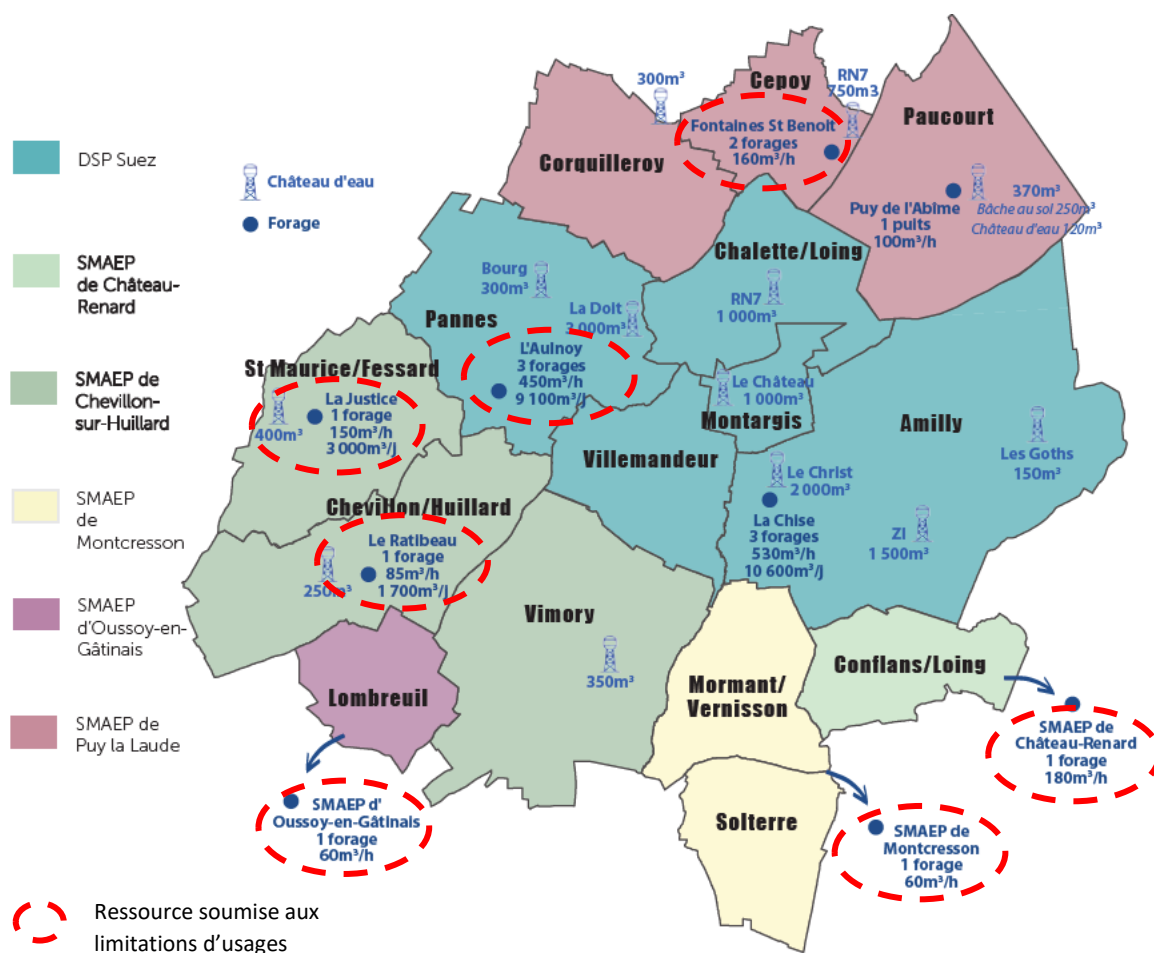 DSP Suez
SMAEP
de Château-
Renard
SMAEP de
Chevillon-
sur-Huillard
SMAEP
de
Montcresson
SMAEP
d'Oussoy-en-
Gâtinais
SMAEP de
Puy la Laude
Château d'eau
Forage
300m³
Cepoy
RN7
750m3
Fontaines St Benoit
2 forages
160m³/h
Corquilleroy
Paucourt
370m³
Bâche au sol 250m³
Château d'eau 120m³
Puy de l'Abîme
1 puits
100m³/h
Chalette/Loing
RN7
1 000m³
Bourg
300m³
La Doit
3 000m³
Pannes
L'Aulnoy
3 forages
450m³/h
9 100m³/j
St Maurice/Fessard
La Justice
1 forage
150m³/h
3 000m³/j
400m³
Le Château
1 000m³
Montargis
Amilly
Les Goths
150m³
Villemandeur
Le Christ
2 000m³
La Chise
3 forages
530m³/h
10 600m³/j
ZI
1 500m³
Chevillon/Huillard
Le Ratibeau
1 forage
85m³/h
1 700m³/j
250m³
Vimory
350m³
Lombreuil
Mormant/
Vernisson
Conflans/Loing
SMAEP de
Château-Renard
1 forage
180m³/h
SMAEP d'
Oussoy-en-Gâtinais
1 forage
60m³/h
Solterre
SMAEP de
Montcresson
1 forage
60m³/h
Ressource soumise aux
limitations d'usages